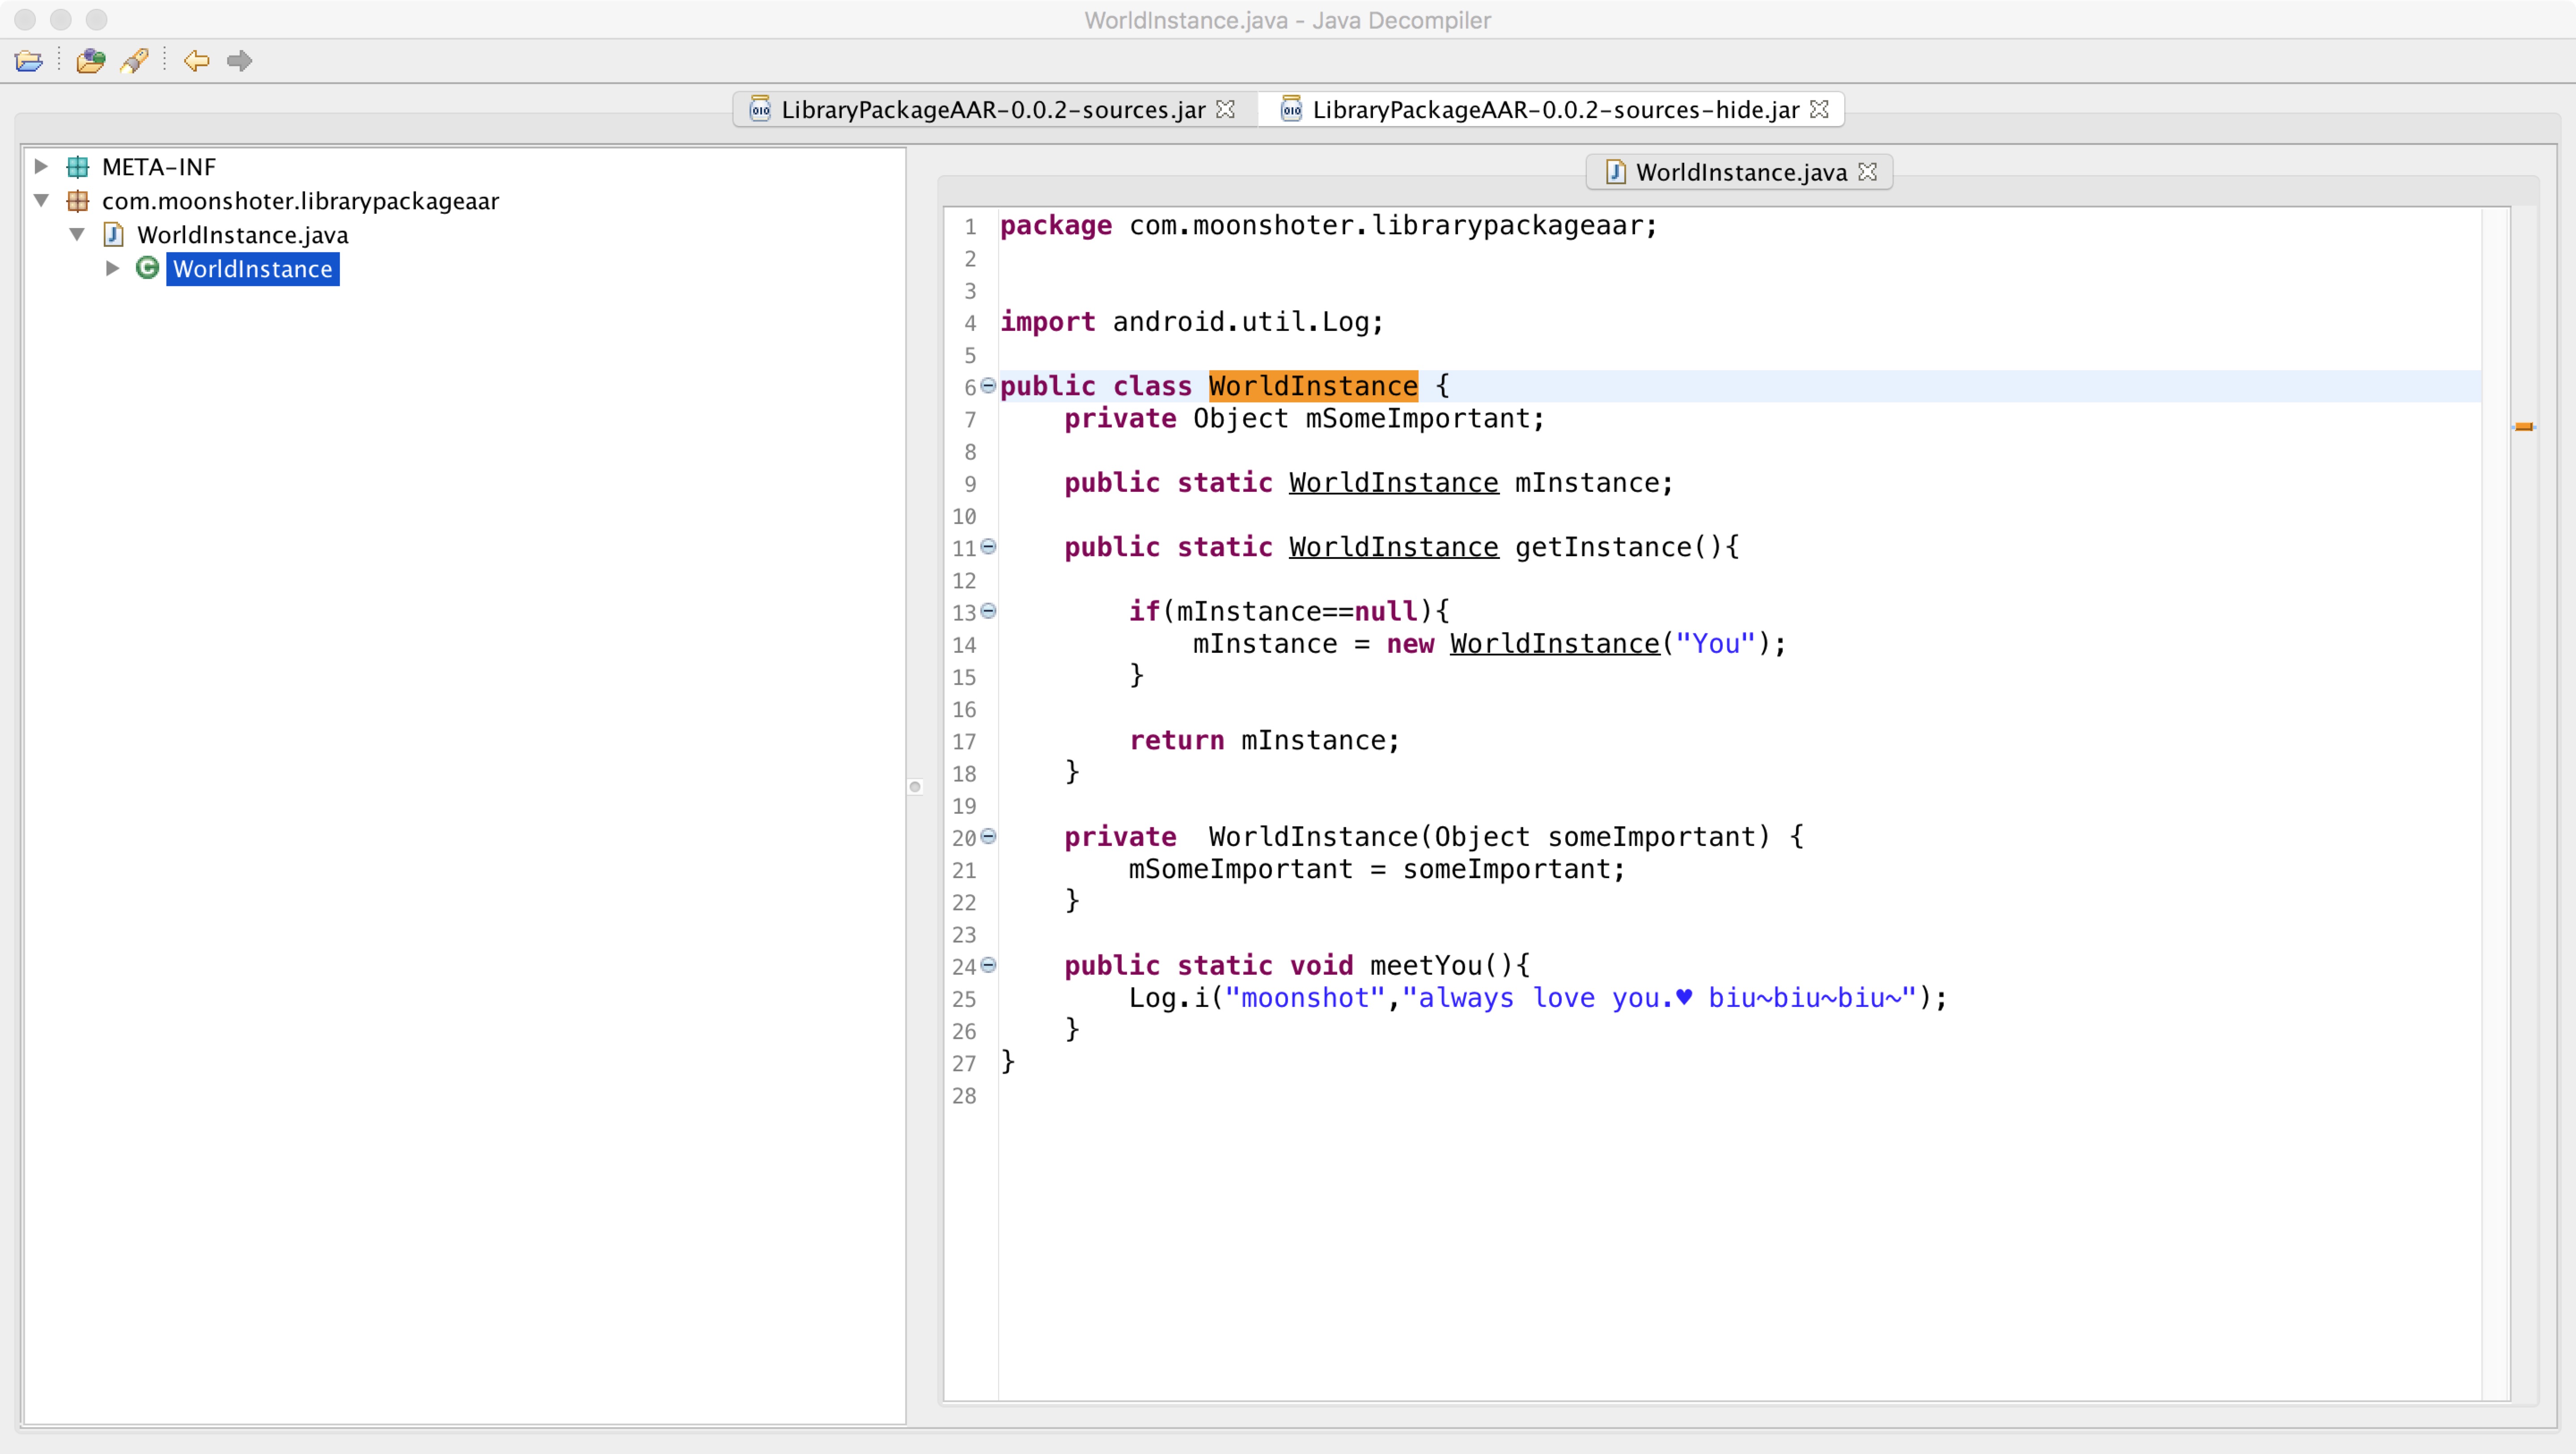 WorldInstance.java - Java Decompiler
LibraryPackageAAR-0.0.2-sources.jar
LibraryPackageAAR-0.0.2-sources-hide.jar
META-INF
com.moonshoter.librarypackageaar
WorldInstance.java
WorldInstance
WorldInstance.java
1 package com.moonshoter.librarypackageaar;
2
3
4 import android.util.Log;
5
6 public class WorldInstance {
7     private Object mSomeImportant;
8
9     public static WorldInstance mInstance;
10
11     public static WorldInstance getInstance(){
12
13         if(mInstance==null){
14             mInstance = new WorldInstance("You");
15         }
16
17         return mInstance;
18     }
19
20     private  WorldInstance(Object someImportant) {
21         mSomeImportant = someImportant;
22     }
23
24     public static void meetYou(){
25         Log.i("moonshot","always love you.♥ biu~biu~biu~");
26     }
27 }
28